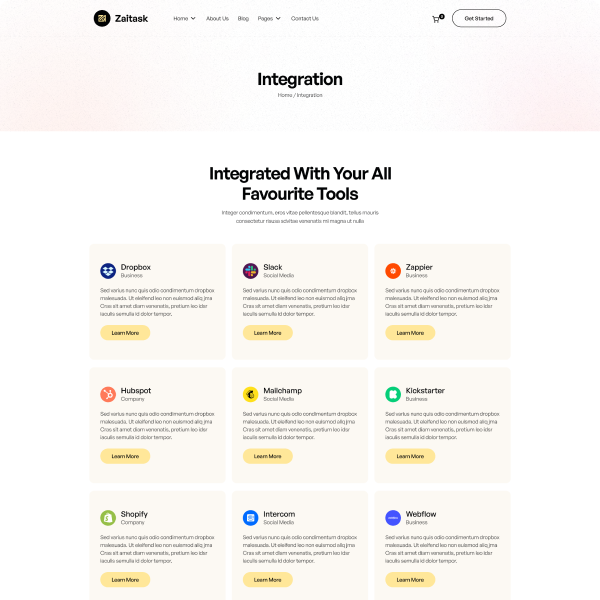 Zaitask
Home
About Us
Blog
Pages
Contact Us
0
Get Started
Integration
Home / Integration
Integrated With Your All
Favourite Tools
Integer condimentum, eros vitae pellentesque blandit, tellus mauris
consectetur risuse scivitae venenatis mi magna ut nulla
Dropbox
Business
Sed varius nunc quis odio condimentum dropbox
malesuada. Ut eleifend leo non euismod aliq jma
Cras sit amet diam venenatis, pretium leo ider
iaculis semulla id dolor tempor.
Learn More
Slack
Social Media
Sed varius nunc quis odio condimentum dropbox
malesuada. Ut eleifend leo non euismod aliq jma
Cras sit amet diam venenatis, pretium leo ider
iaculis semulla id dolor tempor.
Learn More
Zappier
Business
Sed varius nunc quis odio condimentum dropbox
malesuada. Ut eleifend leo non euismod aliq jma
Cras sit amet diam venenatis, pretium leo ider
iaculis semulla id dolor tempor.
Learn More
Hubspot
Company
Sed varius nunc quis odio condimentum dropbox
malesuada. Ut eleifend leo non euismod aliq jma
Cras sit amet diam venenatis, pretium leo ider
iaculis semulla id dolor tempor.
Learn More
Mailchamp
Social Media
Sed varius nunc quis odio condimentum dropbox
malesuada. Ut eleifend leo non euismod aliq jma
Cras sit amet diam venenatis, pretium leo ider
iaculis semulla id dolor tempor.
Learn More
Kickstarter
Business
Sed varius nunc quis odio condimentum dropbox
malesuada. Ut eleifend leo non euismod aliq jma
Cras sit amet diam venenatis, pretium leo ider
iaculis semulla id dolor tempor.
Learn More
Shopify
Company
Sed varius nunc quis odio condimentum dropbox
malesuada. Ut eleifend leo non euismod aliq jma
Cras sit amet diam venenatis, pretium leo ider
iaculis semulla id dolor tempor.
Learn More
Intercom
Social Media
Sed varius nunc quis odio condimentum dropbox
malesuada. Ut eleifend leo non euismod aliq jma
Cras sit amet diam venenatis, pretium leo ider
iaculis semulla id dolor tempor.
Learn More
Webflow
Business
Sed varius nunc quis odio condimentum dropbox
malesuada. Ut eleifend leo non euismod aliq jma
Cras sit amet diam venenatis, pretium leo ider
iaculis semulla id dolor tempor.
Learn More